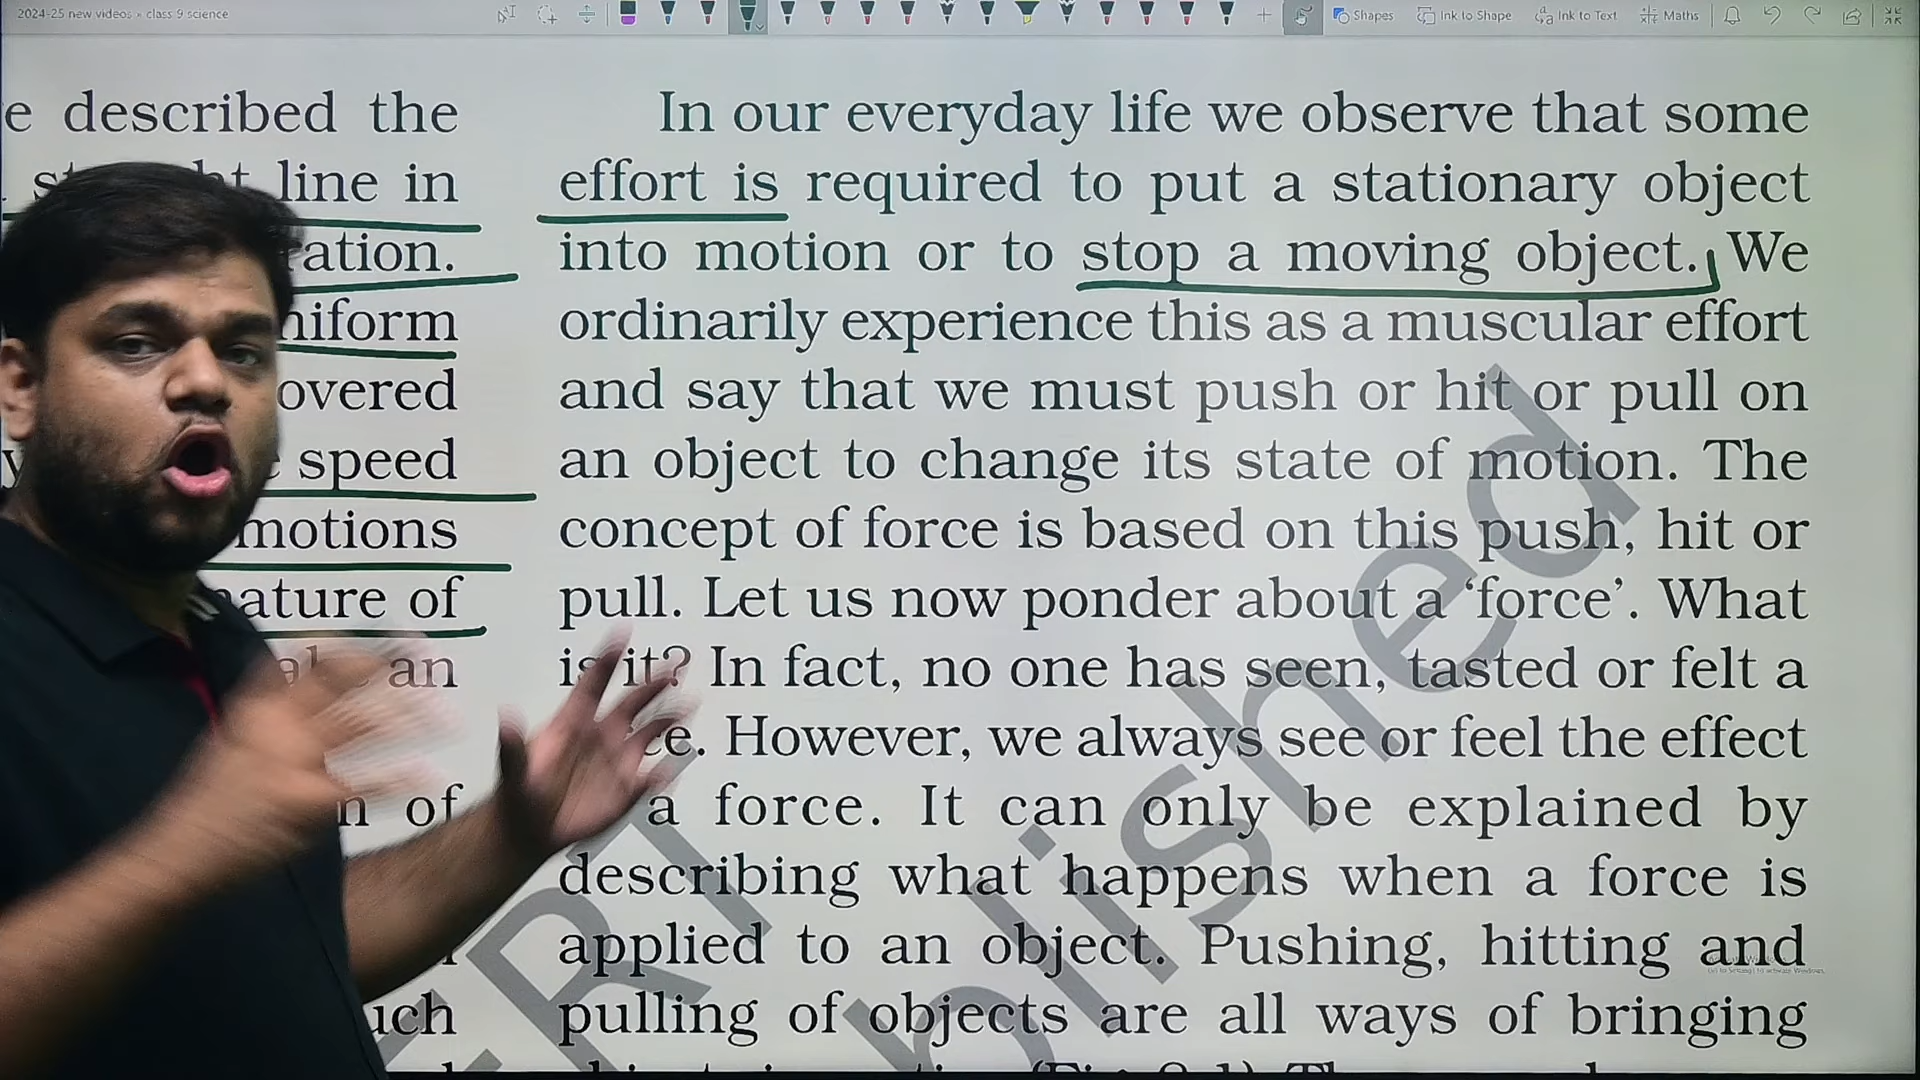 2024-25 new videos » class 9 science
Shapes
Ink to Shape
Ink to Text
Maths
e described the
line in
ration.
niform
overed
speed
motions
nature of
an
n of
uch
In our everyday life we observe that some
effort is required to put a stationary object
into motion or to stop a moving object. We
ordinarily experience this as a muscular effort
and say that we must push or hit or pull on
an object to change its state of motion. The
concept of force is based on this push, hit or
pull. Let us now ponder about a ‘force’. What
is it? In fact, no one has seen, tasted or felt a
ce. However, we always see or feel the effect
a force. It can only be explained by
describing what happens when a force is
applied to an object. Pushing, hitting and
pulling of objects are all ways of bringing
ERT
blished